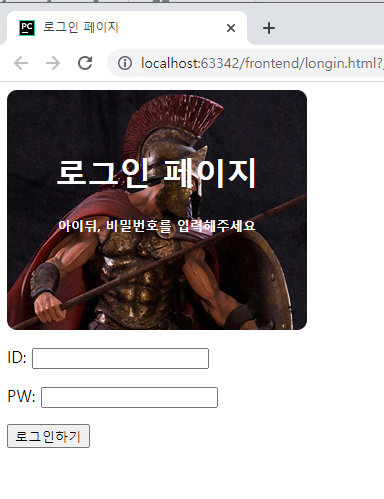 PC
로그인 페이지
localhost:63342/frontend/longin.html?_
로그인 페이지
아이뒤, 비밀번호를 입력해주세요
ID:
PW:
로그인하기